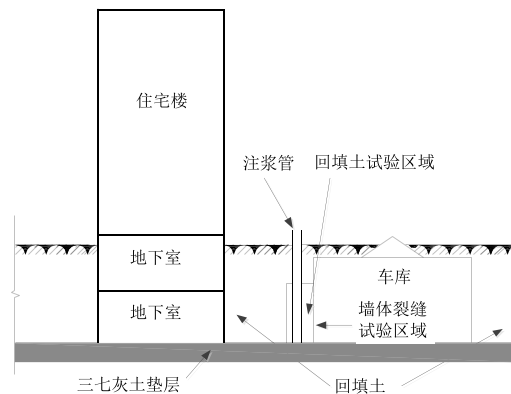 住宅楼
注浆管
回填土试验区域
地下室
车库
地下室
墙体裂缝
试验区域
三七灰土垫层
回填土